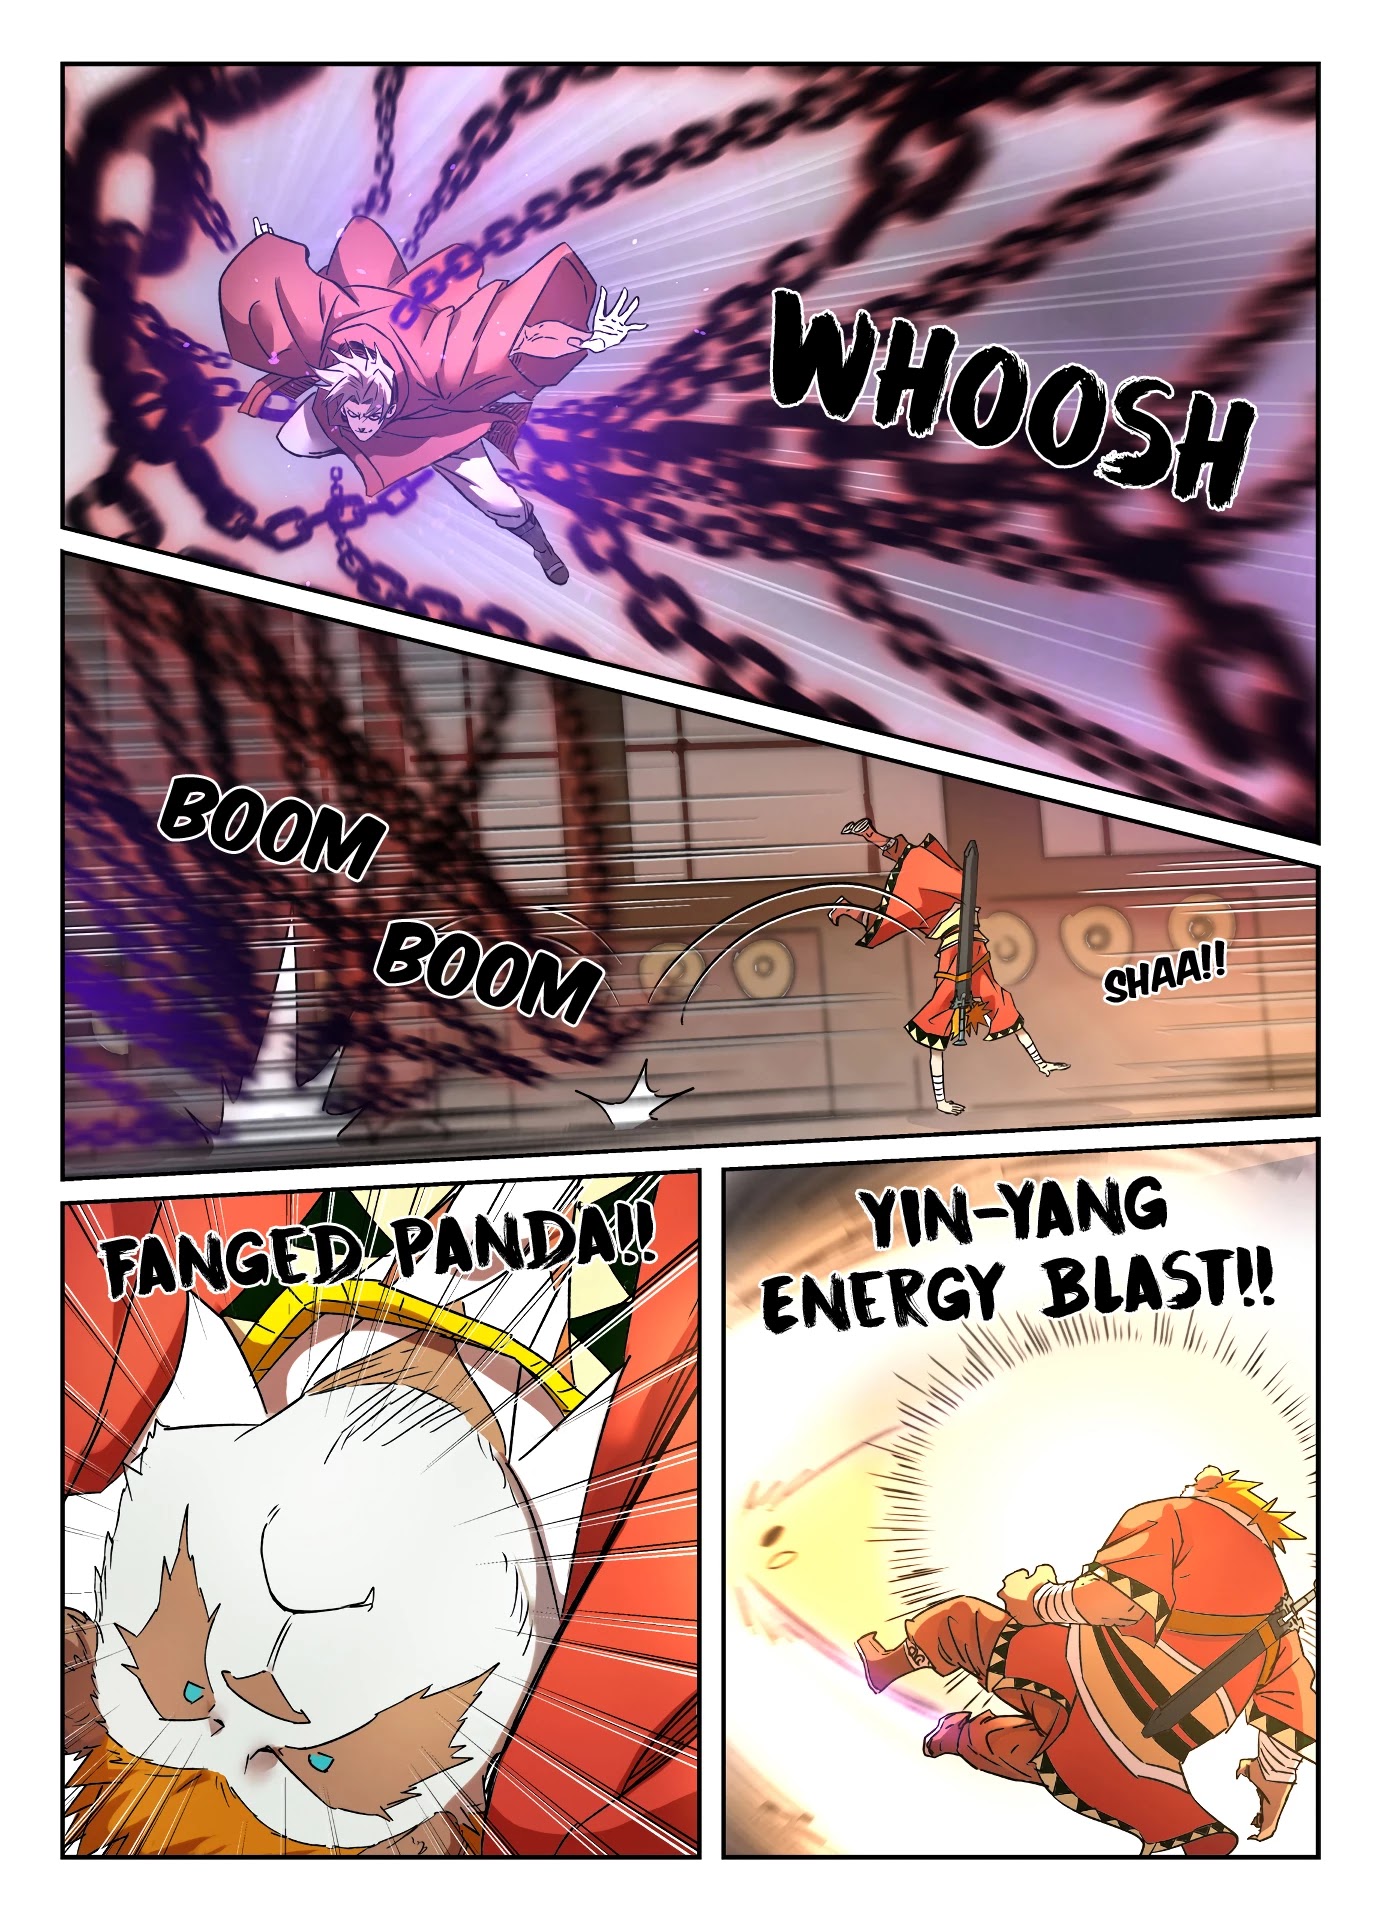 WHOOSH
BOOM
BOOM
SHAA!!
FANGED PANDA!!
YIN-YANG
ENERGY BLAST!!